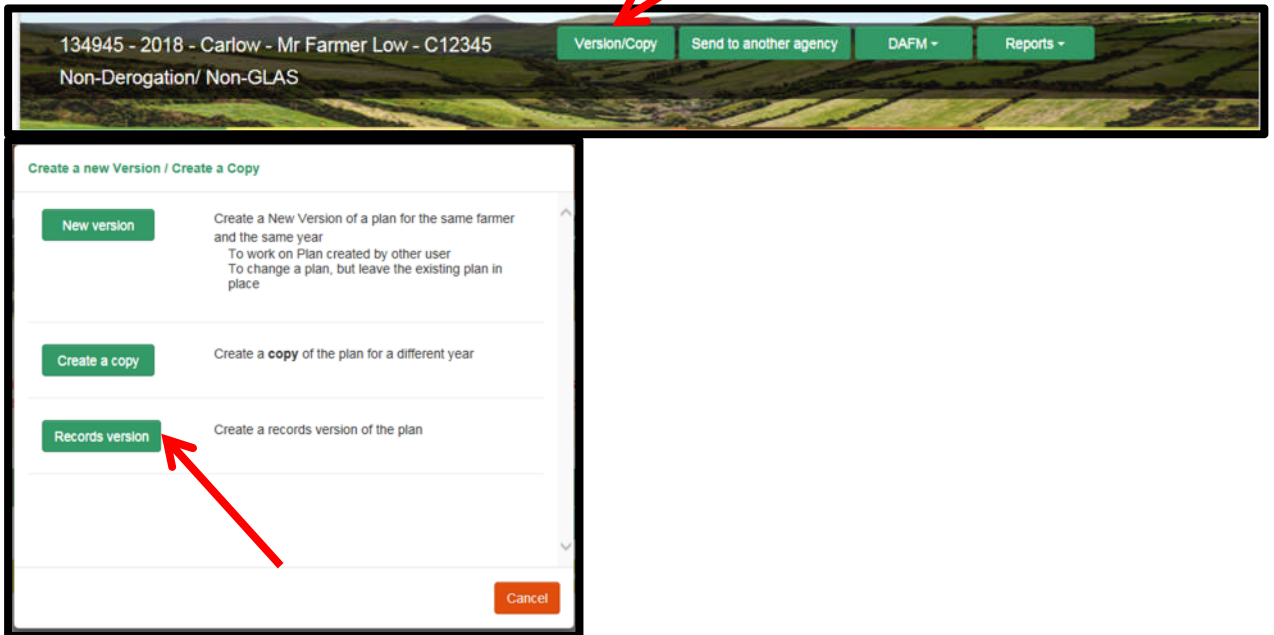 134945 - 2018 - Carlow - Mr Farmer Low - C12345
Version/Copy
Send to another agency
DAFM
Reports
Non-Derogation/ Non-GLAS
Create a new Version / Create a Copy
New version
Create a New Version of a plan for the same farmer
and the same year
To work on Plan created by other user
To change a plan, but leave the existing plan in
place
Create a copy
Create a copy of the plan for a different year
Records version
Create a records version of the plan
Cancel